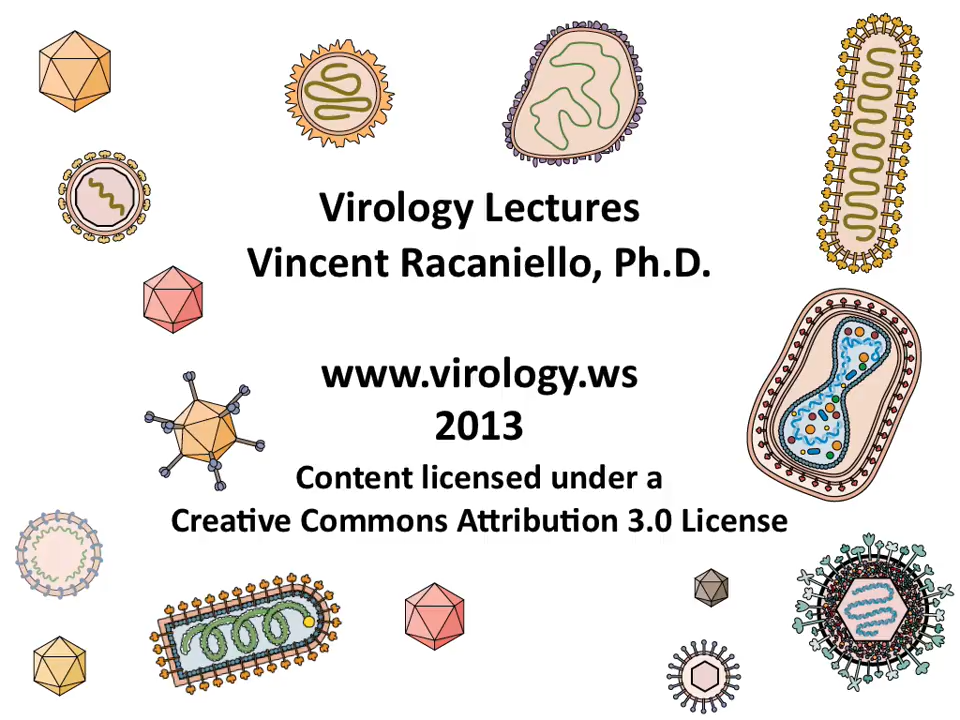 Virology Lectures
Vincent Racaniello, Ph.D.
www.virology.ws
2013
Content licensed under a
Creative Commons Attribution 3.0 License